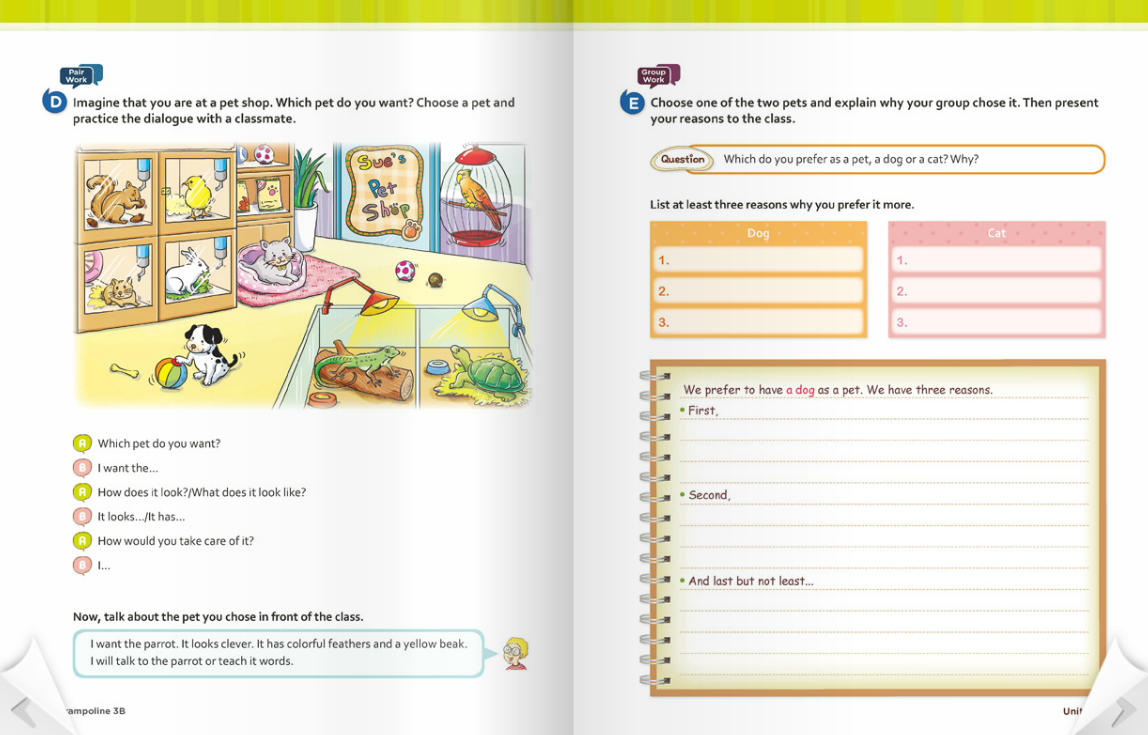 Pair
Work
D Imagine that you are at a pet shop. Which pet do you want? Choose a pet and
practice the dialogue with a classmate.
Sue's
Pet
Shop
A Which pet do you want?
B I want the...
A How does it look?/What does it look like?
B It looks.../It has...
A How would you take care of it?
B I...
Now, talk about the pet you chose in front of the class.
I want the parrot. It looks clever. It has colorful feathers and a yellow beak.
I will talk to the parrot or teach it words.
ampoline 3B
Group
Work
E Choose one of the two pets and explain why your group chose it. Then present
your reasons to the class.
Question Which do you prefer as a pet, a dog or a cat? Why?
List at least three reasons why you prefer it more.
Dog
1.
2.
3.
Cat
1.
2.
3.
We prefer to have a dog as a pet. We have three reasons.
• First,
• Second,
• And last but not least...
Unit